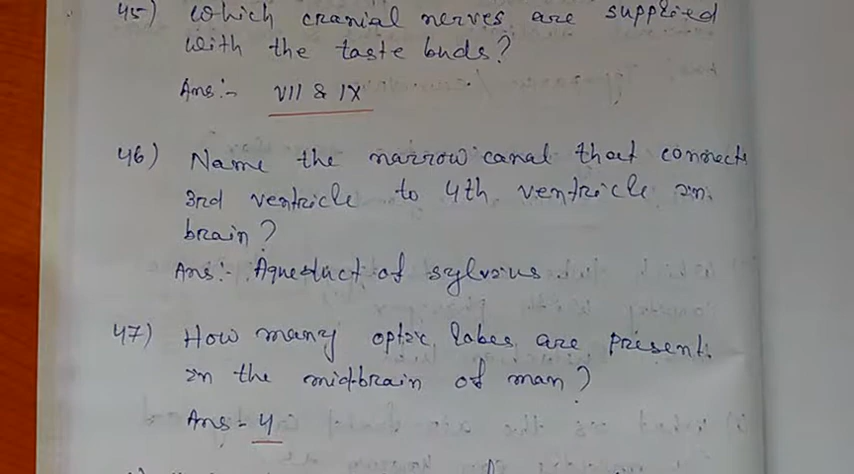 45) Which cranial nerves are supplied
with the taste buds?
Ans:- VII & IX
46) Name the narrow canal that connects
3rd ventricle to 4th ventricle in
brain?
Ans:- Aqueduct of sylvius
47) How many optic lobes are present
in the midbrain of man?
Ans- 4